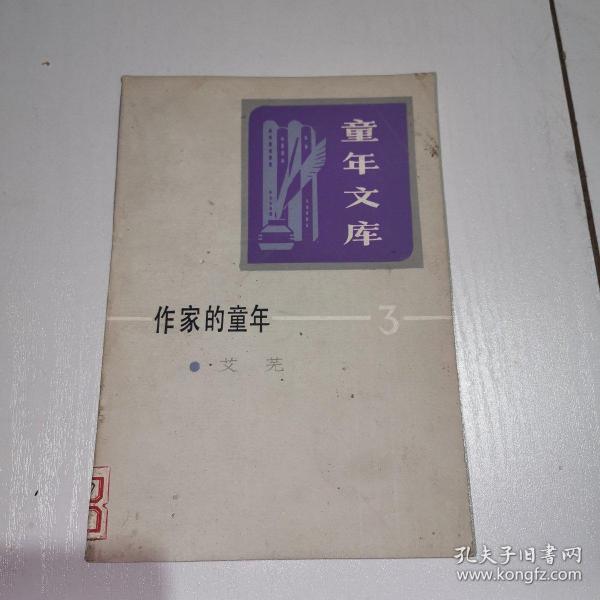 童年文库
作家的童年 3
艾芜
孔夫子旧书网
www.kongfz.com